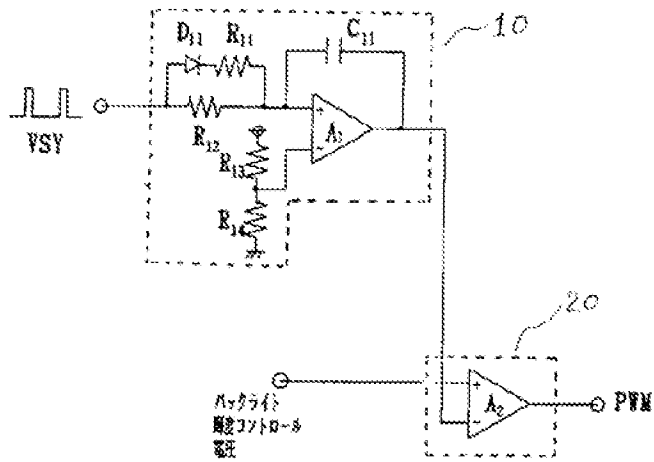 10
D11 R11
C11
VSY
R12
A1
+
-
R13
R14
20
バックライト
輝度コントロール
電圧
+
-
A2
PWM